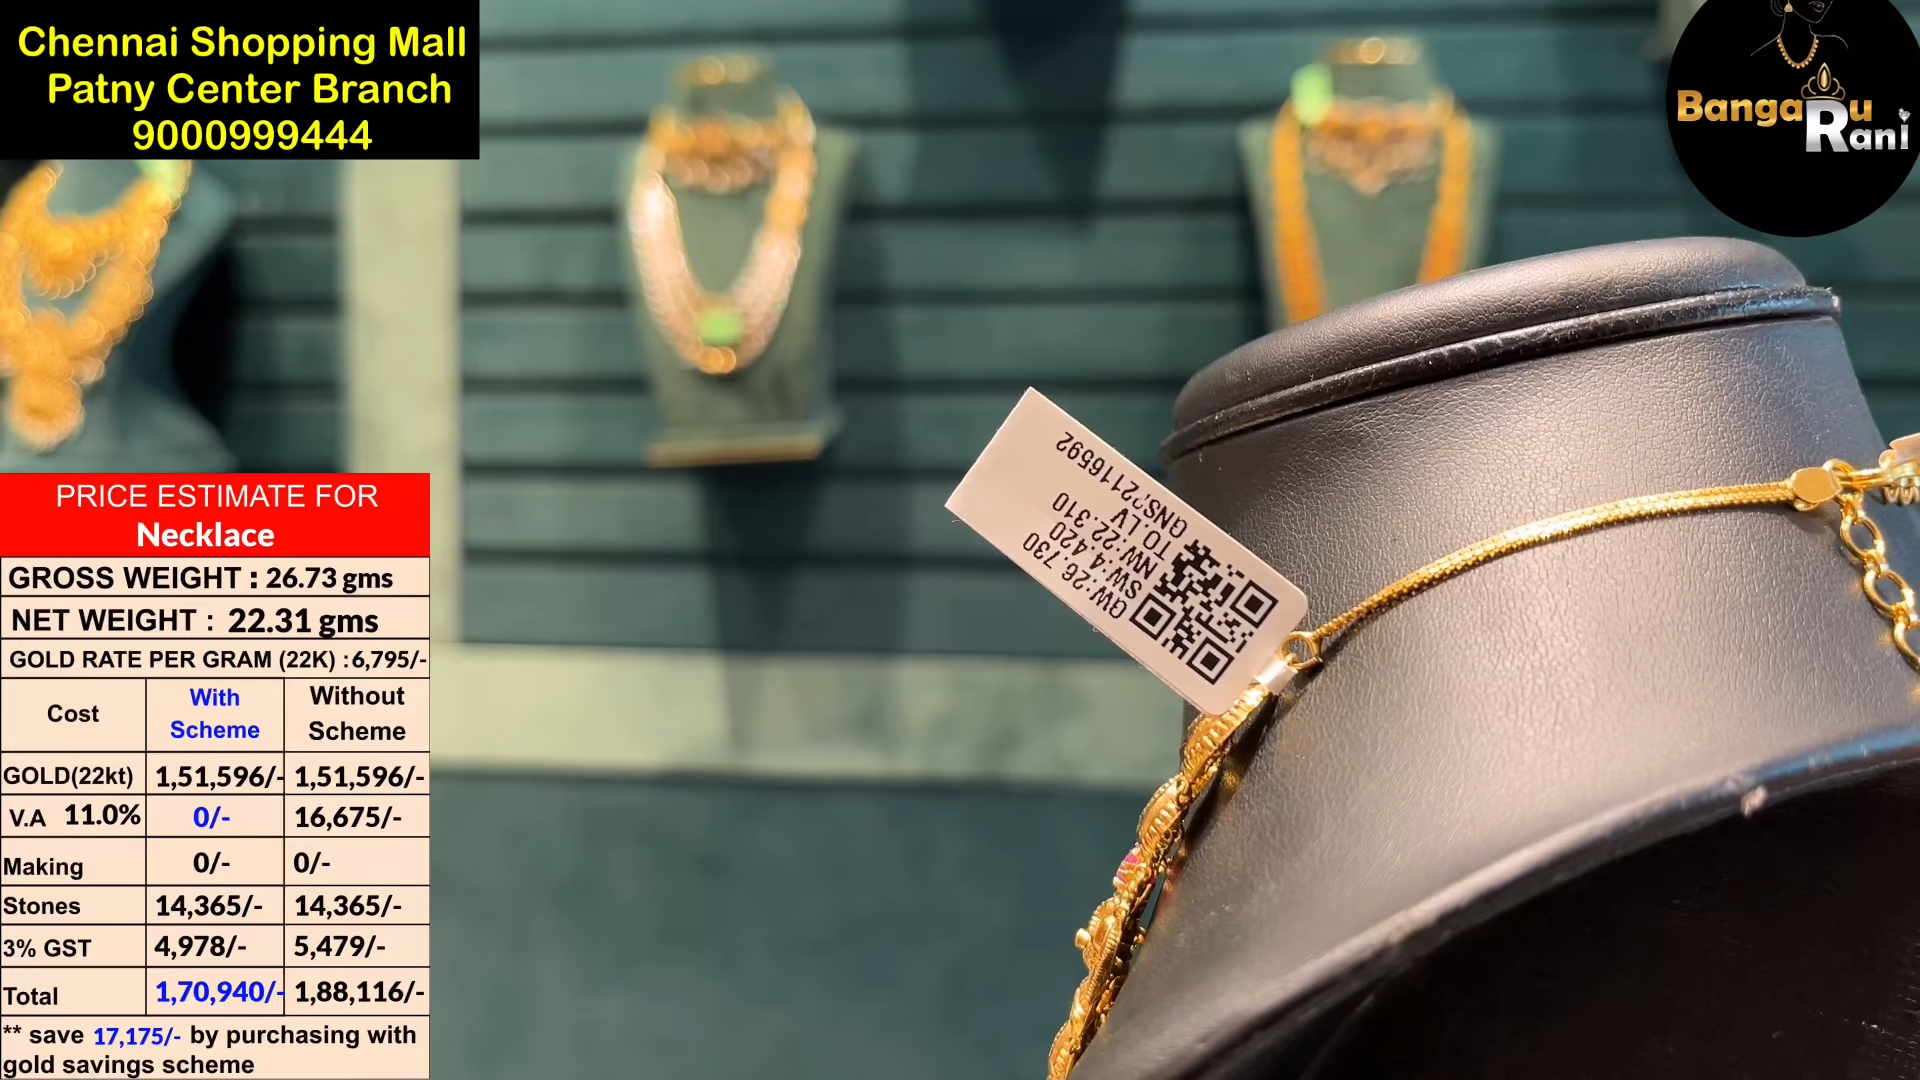 Chennai Shopping Mall
Patny Center Branch
9000999444
BangaRu
Rani
GW:26.730
SW:4.420
NW:22.310
TO:LV
2116592
PRICE ESTIMATE FOR
Necklace
GROSS WEIGHT : 26.73 gms
NET WEIGHT : 22.31 gms
GOLD RATE PER GRAM (22K) :6,795/-
Cost With Scheme Without Scheme
GOLD(22kt) 1,51,596/- 1,51,596/-
V.A 11.0% 0/- 16,675/-
Making 0/- 0/-
Stones 14,365/- 14,365/-
3% GST 4,978/- 5,479/-
Total 1,70,940/- 1,88,116/-
** save 17,175/- by purchasing with
gold savings scheme